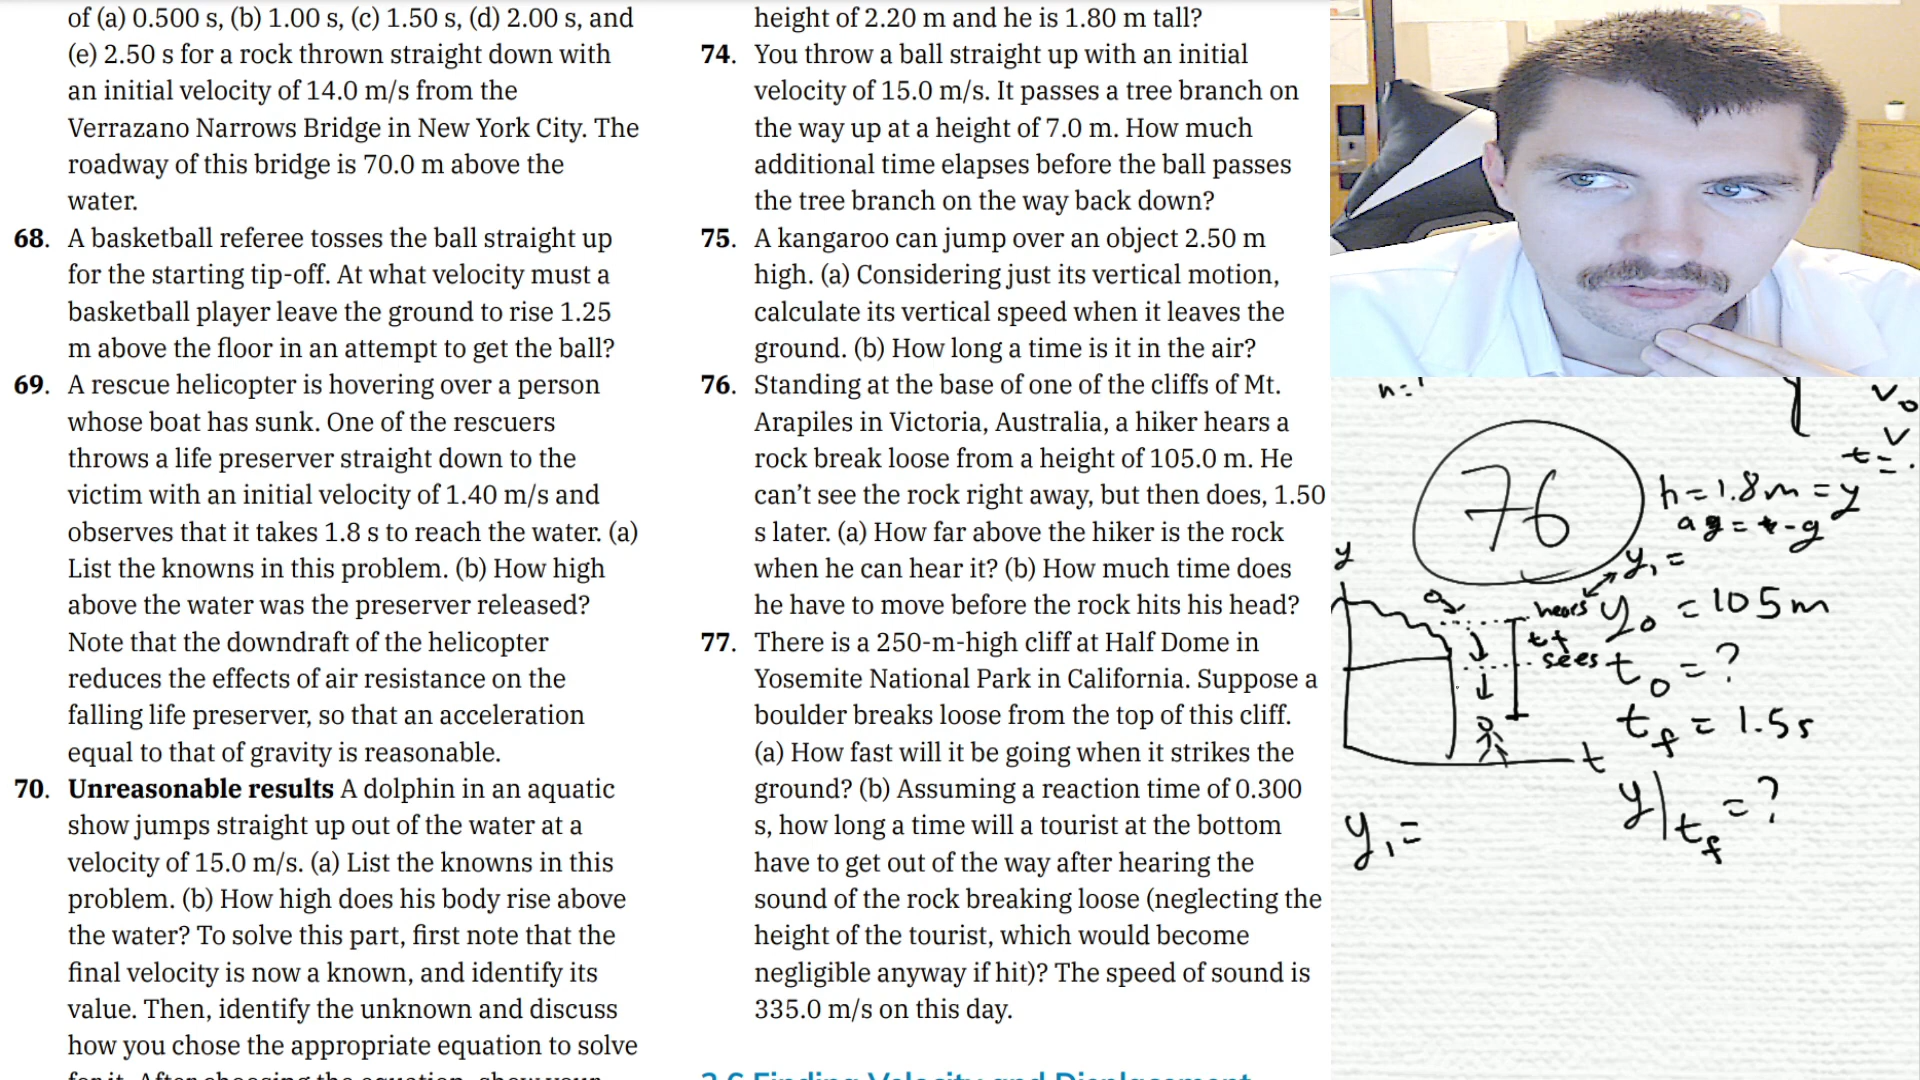 of (a) 0.500 s, (b) 1.00 s, (c) 1.50 s, (d) 2.00 s, and
(e) 2.50 s for a rock thrown straight down with
an initial velocity of 14.0 m/s from the
Verrazano Narrows Bridge in New York City. The
roadway of this bridge is 70.0 m above the
water.
68. A basketball referee tosses the ball straight up
for the starting tip-off. At what velocity must a
basketball player leave the ground to rise 1.25
m above the floor in an attempt to get the ball?
69. A rescue helicopter is hovering over a person
whose boat has sunk. One of the rescuers
throws a life preserver straight down to the
victim with an initial velocity of 1.40 m/s and
observes that it takes 1.8 s to reach the water. (a)
List the knowns in this problem. (b) How high
above the water was the preserver released?
Note that the downdraft of the helicopter
reduces the effects of air resistance on the
falling life preserver, so that an acceleration
equal to that of gravity is reasonable.
70. Unreasonable results A dolphin in an aquatic
show jumps straight up out of the water at a
velocity of 15.0 m/s. (a) List the knowns in this
problem. (b) How high does his body rise above
the water? To solve this part, first note that the
final velocity is now a known, and identify its
value. Then, identify the unknown and discuss
how you chose the appropriate equation to solve
height of 2.20 m and he is 1.80 m tall?
74. You throw a ball straight up with an initial
velocity of 15.0 m/s. It passes a tree branch on
the way up at a height of 7.0 m. How much
additional time elapses before the ball passes
the tree branch on the way back down?
75. A kangaroo can jump over an object 2.50 m
high. (a) Considering just its vertical motion,
calculate its vertical speed when it leaves the
ground. (b) How long a time is it in the air?
76. Standing at the base of one of the cliffs of Mt.
Arapiles in Victoria, Australia, a hiker hears a
rock break loose from a height of 105.0 m. He
can’t see the rock right away, but then does, 1.50
s later. (a) How far above the hiker is the rock
when he can hear it? (b) How much time does
he have to move before the rock hits his head?
77. There is a 250-m-high cliff at Half Dome in
Yosemite National Park in California. Suppose a
boulder breaks loose from the top of this cliff.
(a) How fast will it be going when it strikes the
ground? (b) Assuming a reaction time of 0.300
s, how long a time will a tourist at the bottom
have to get out of the way after hearing the
sound of the rock breaking loose (neglecting the
height of the tourist, which would become
negligible anyway if hit)? The speed of sound is
335.0 m/s on this day.
v₀
v
t=
76
h=1.8m=y
y
y₁=
hears y₀ = 105m
tf
sees t₀ = ?
tf = 1.5s
t
y|tf = ?
y₁=